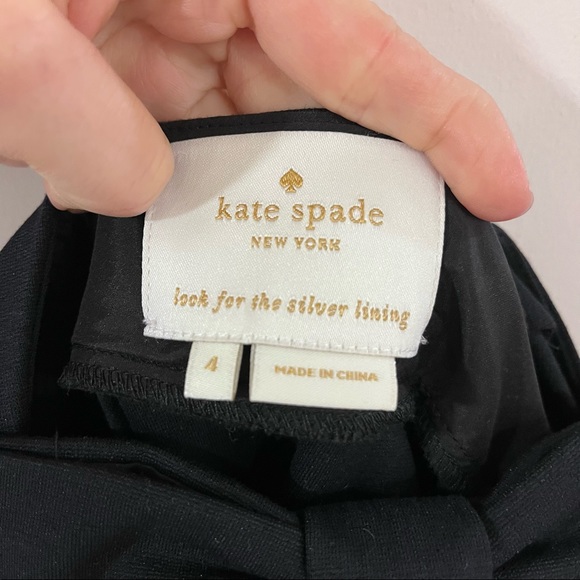 kate spade
NEW YORK
look for the silver lining
4
MADE IN CHINA